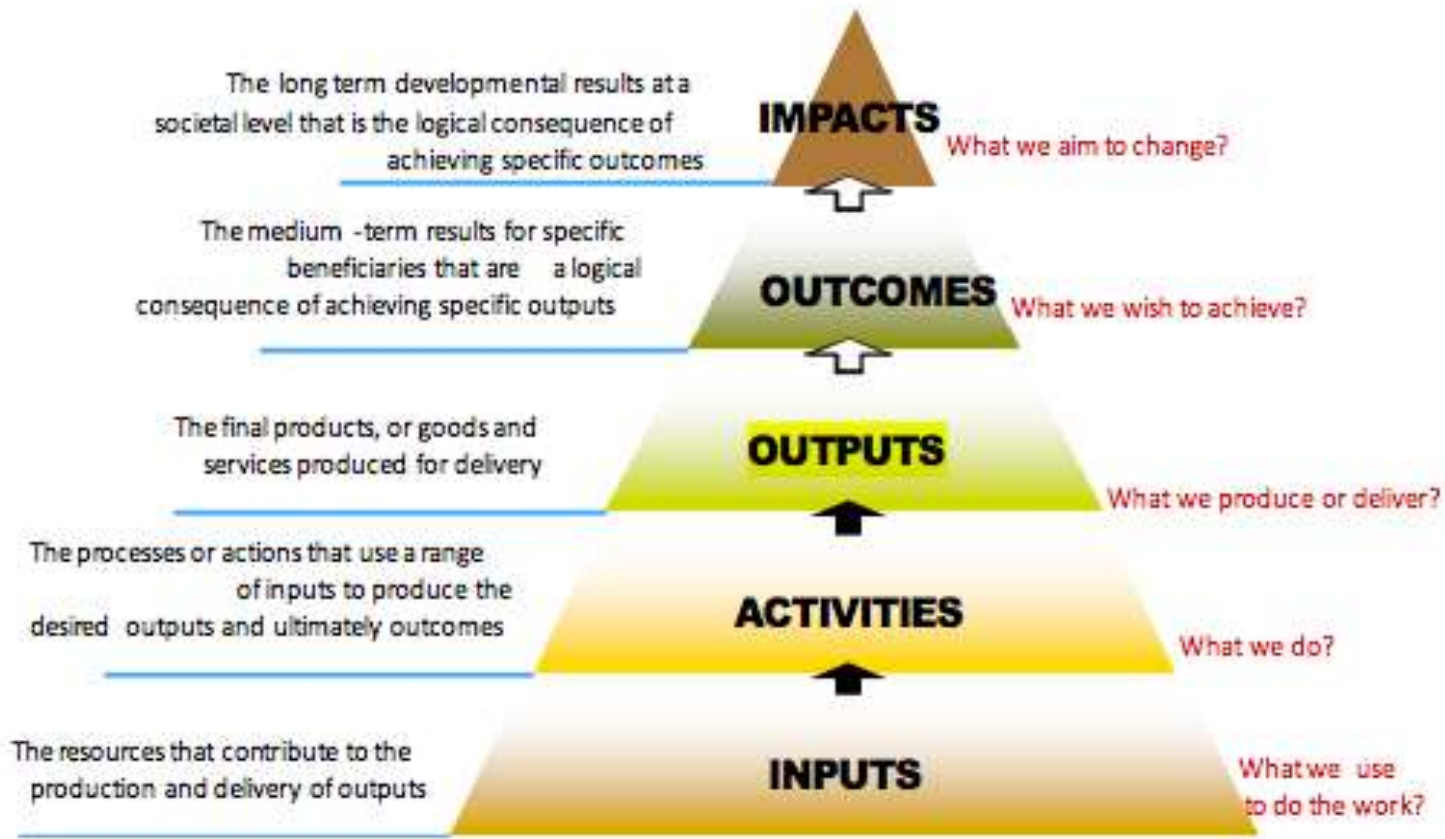 The long term developmental results at a
societal level that is the logical consequence of
achieving specific outcomes
IMPACTS
What we aim to change?
The medium -term results for specific
beneficiaries that are a logical
consequence of achieving specific outputs
OUTCOMES
What we wish to achieve?
The final products, or goods and
services produced for delivery
OUTPUTS
What we produce or deliver?
The processes or actions that use a range
of inputs to produce the
desired outputs and ultimately outcomes
ACTIVITIES
What we do?
The resources that contribute to the
production and delivery of outputs
INPUTS
What we use
to do the work?